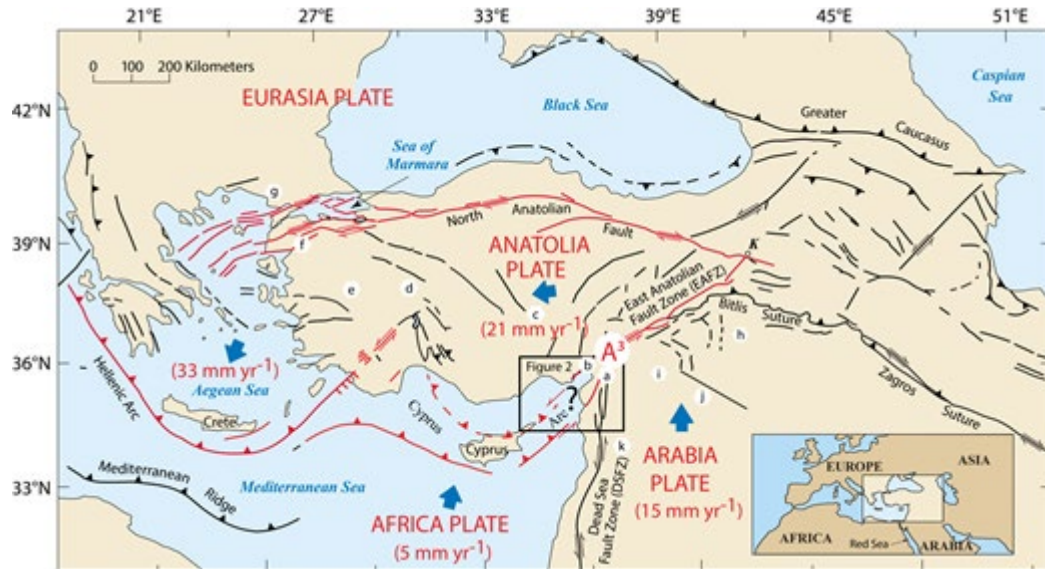 21°E 27°E 33°E 39°E 45°E 51°E
0 100 200 Kilometers
EURASIA PLATE
Black Sea
Caspian
Sea
42°N
Greater
Caucasus
Sea of
Marmara
g
North
Anatolian
Fault
39°N
f
ANATOLIA
PLATE
K
e
d
c
(21 mm yr⁻¹)
East Anatolian
Fault Zone (EAFZ)
Bitlis
Suture
h
36°N
(33 mm yr⁻¹)
Aegean Sea
Hellenic Arc
Crete
Figure 2
A³
b
a
i
j
Zagros
Suture
Cyprus
Arc
?
Cyprus
k
33°N
Mediterranean
Ridge
Mediterranean Sea
AFRICA PLATE
(5 mm yr⁻¹)
Dead Sea
Fault Zone (DSFZ)
ARABIA
PLATE
(15 mm yr⁻¹)
EUROPE
ASIA
AFRICA
Red Sea
ARABIA